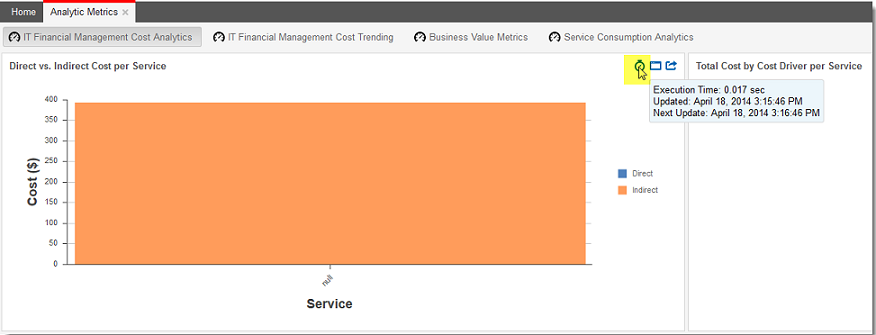 Home
Analytic Metrics ×
IT Financial Management Cost Analytics
IT Financial Management Cost Trending
Business Value Metrics
Service Consumption Analytics
Direct vs. Indirect Cost per Service
Total Cost by Cost Driver per Service
Execution Time: 0.017 sec
Updated: April 18, 2014 3:15:46 PM
Next Update: April 18, 2014 3:16:46 PM
400
350
300
250
200
150
100
50
0
Cost ($)
null
Service
Direct
Indirect